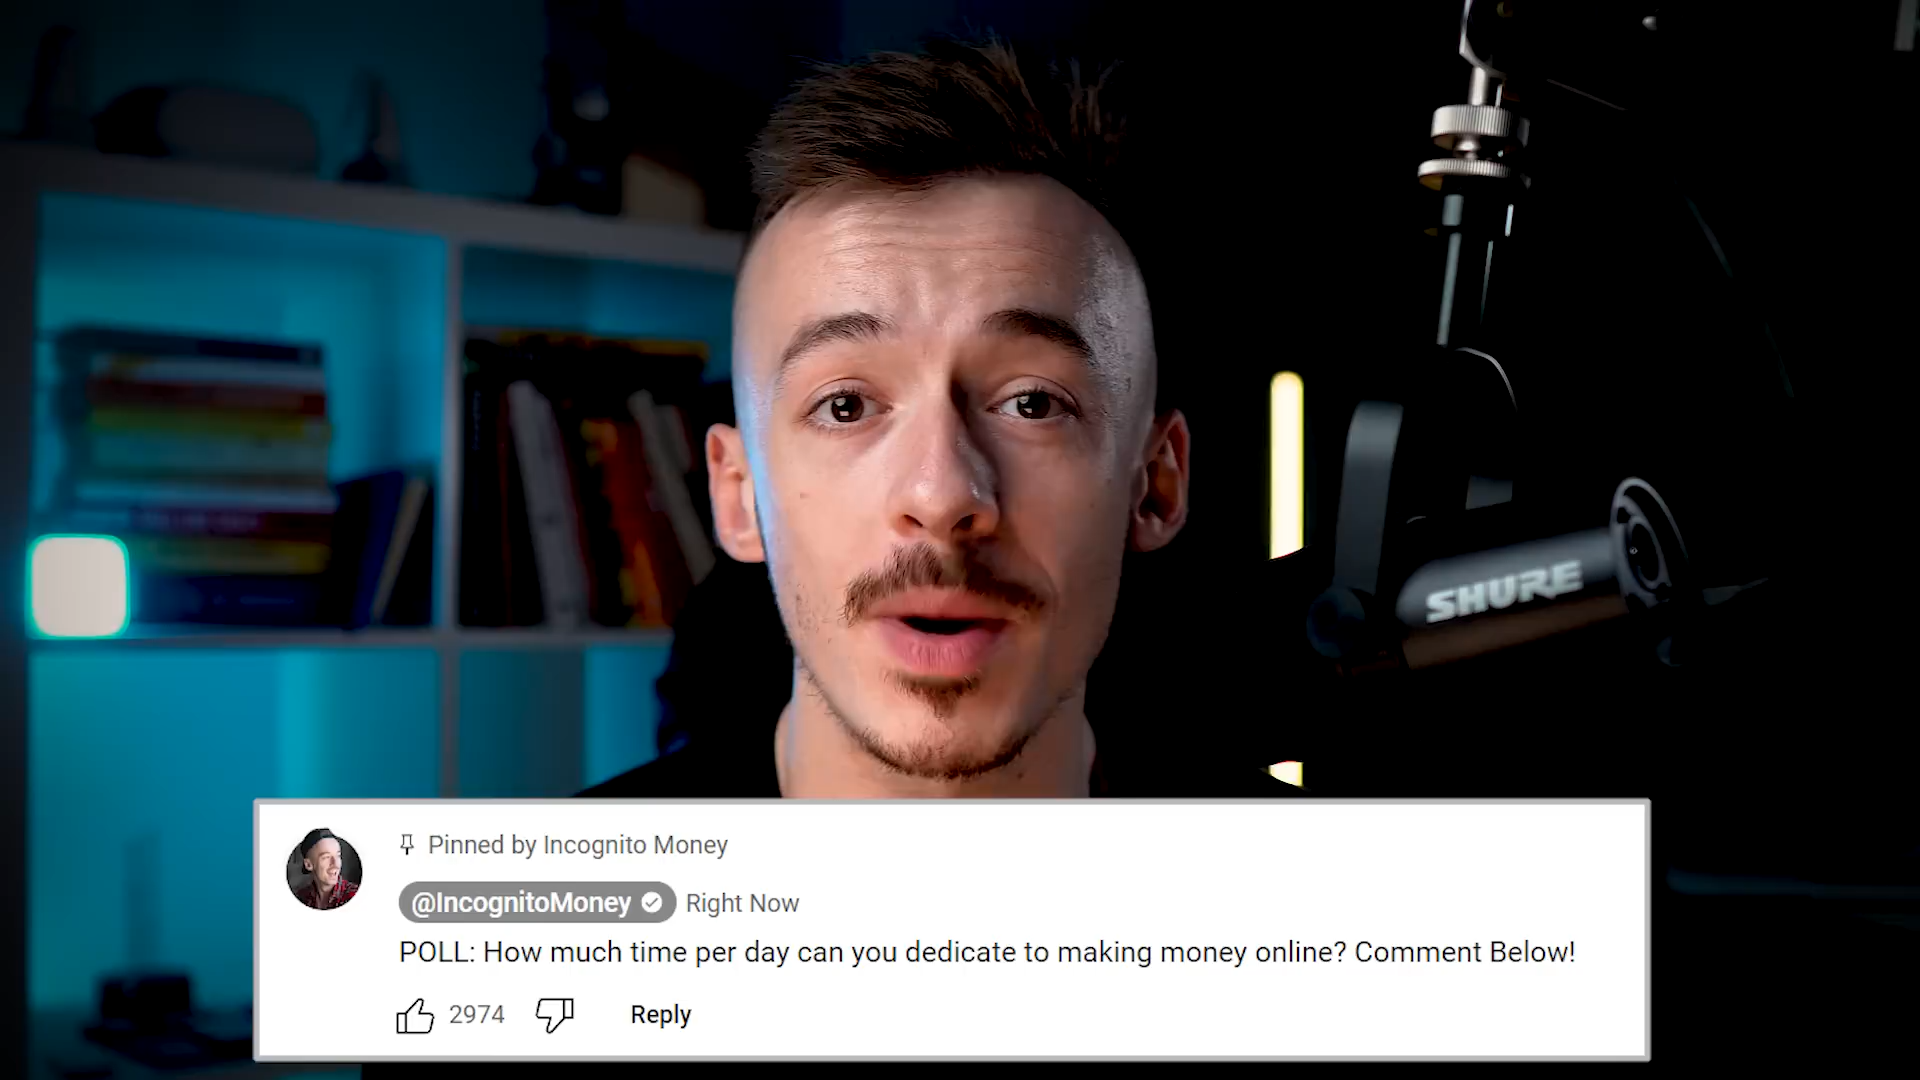 SHURE
Pinned by Incognito Money
@IncognitoMoney Right Now
POLL: How much time per day can you dedicate to making money online? Comment Below!
2974 Reply